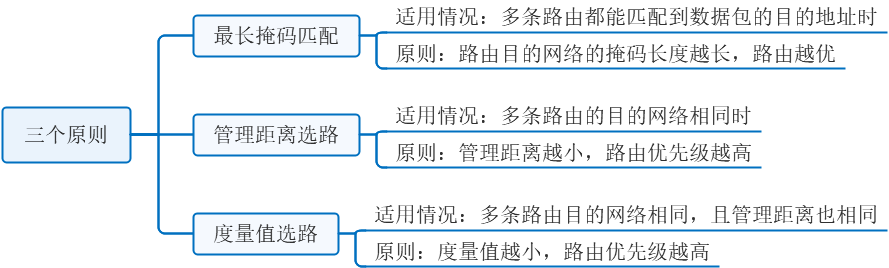 三个原则
最长掩码匹配
适用情况：多条路由都能匹配到数据包的目的地址时
原则：路由目的网络的掩码长度越长，路由越优
管理距离选路
适用情况：多条路由的目的网络相同时
原则：管理距离越小，路由优先级越高
度量值选路
适用情况：多条路由目的网络相同，且管理距离也相同
原则：度量值越小，路由优先级越高